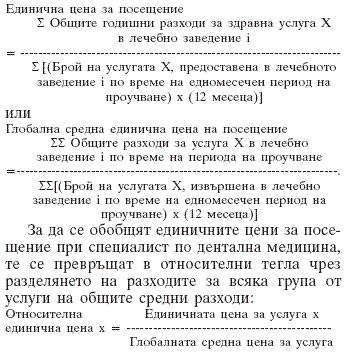 Единична цена за посещение
Σ Общите годишни разходи за здравна услуга X
в лечебно заведение i
= ---------------------------------------------------------------
Σ [(Брой на услугата X, предоставена в лечебното
заведение i по време на едномесечен период на
проучване) x (12 месеца)]
или
Глобална средна единична цена на посещение
ΣΣ Общите разходи за услуга X в лечебно
заведение i по време на периода на проучване
=---------------------------------------------------------------.
ΣΣ[(Брой на услугата X, извършена в лечебно
заведение i по време на едномесечен период на
проучване) x (12 месеца)]
За да се обобщят единичните цени за посе-
щение при специалист по дентална медицина,
те се превръщат в относителни тегла чрез
разделянето на разходите за всяка група от
услуги на общите средни разходи:
Относителна Единичната цена за услуга x
единична цена x = ----------------------------------------
Глобалната средна цена за услуга